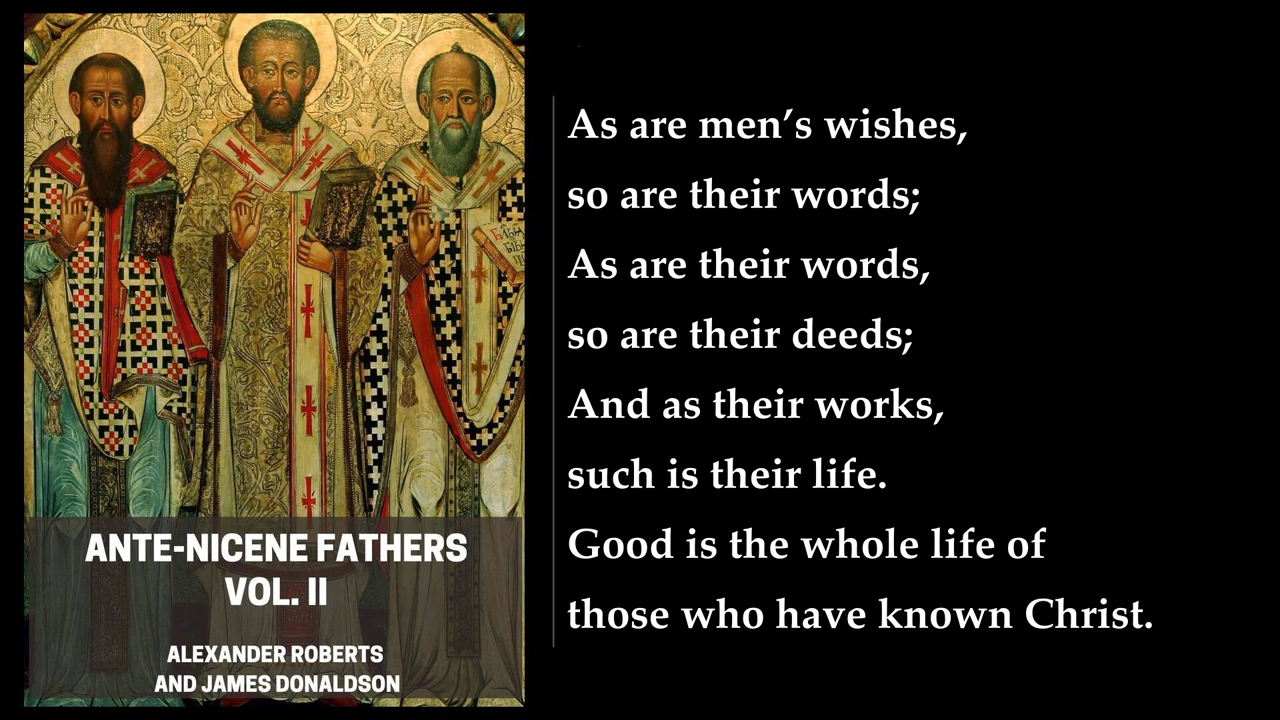 ANTE-NICENE FATHERS
VOL. II
ALEXANDER ROBERTS
AND JAMES DONALDSON
As are men’s wishes,
so are their words;
As are their words,
so are their deeds;
And as their works,
such is their life.
Good is the whole life of
those who have known Christ.